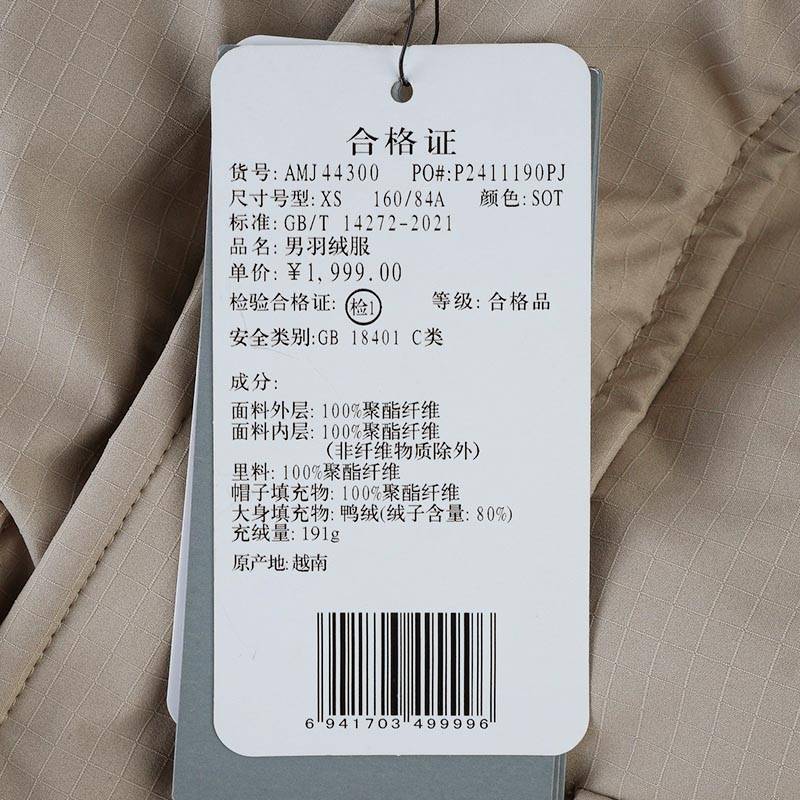 合格证
货号: AMJ44300 PO#:P2411190PJ
尺寸号型:XS 160/84A 颜色:SOT
标准: GB/T 14272-2021
品名: 男羽绒服
单价: ¥1,999.00
检验合格证: 检1 等级: 合格品
安全类别:GB 18401 C类
成分:
面料外层: 100%聚酯纤维
面料内层: 100%聚酯纤维
(非纤维物质除外)
里料: 100%聚酯纤维
帽子填充物: 100%聚酯纤维
大身填充物: 鸭绒(绒子含量: 80%)
充绒量: 191g
原产地: 越南
6 941703 499996